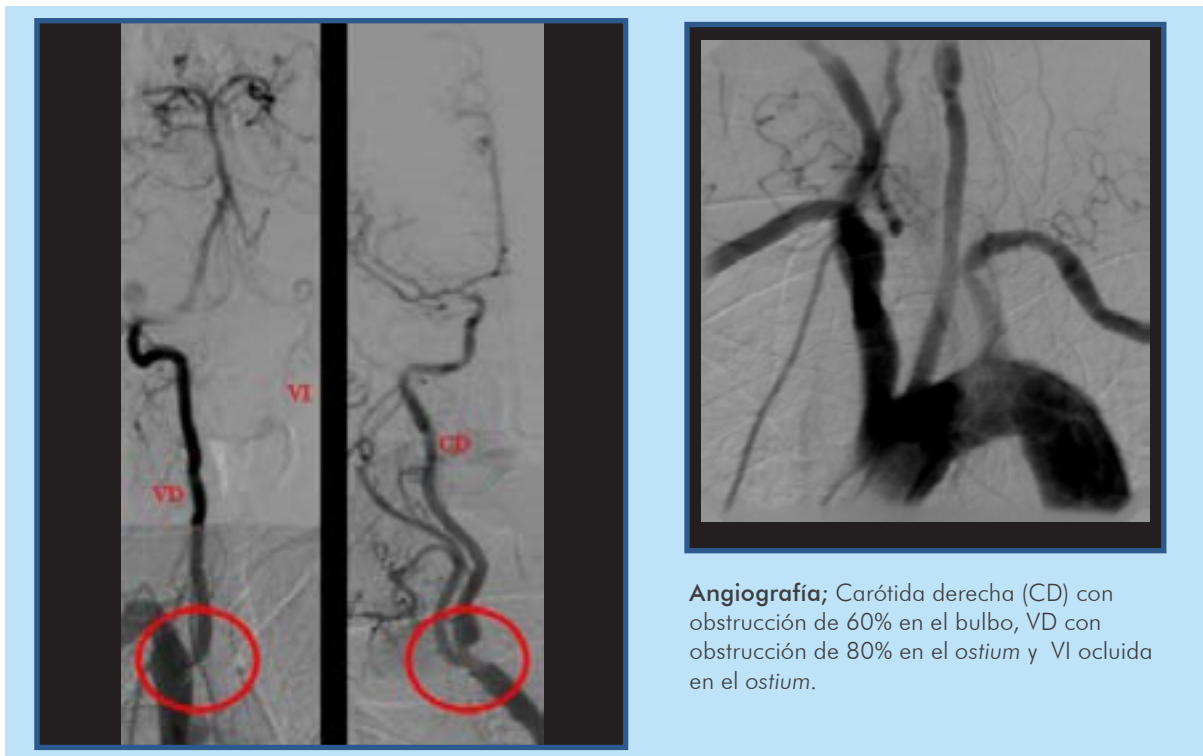 VI
CD
VD
Angiografía; Carótida derecha (CD) con
obstrucción de 60% en el bulbo, VD con
obstrucción de 80% en el ostium y VI ocluida
en el ostium.